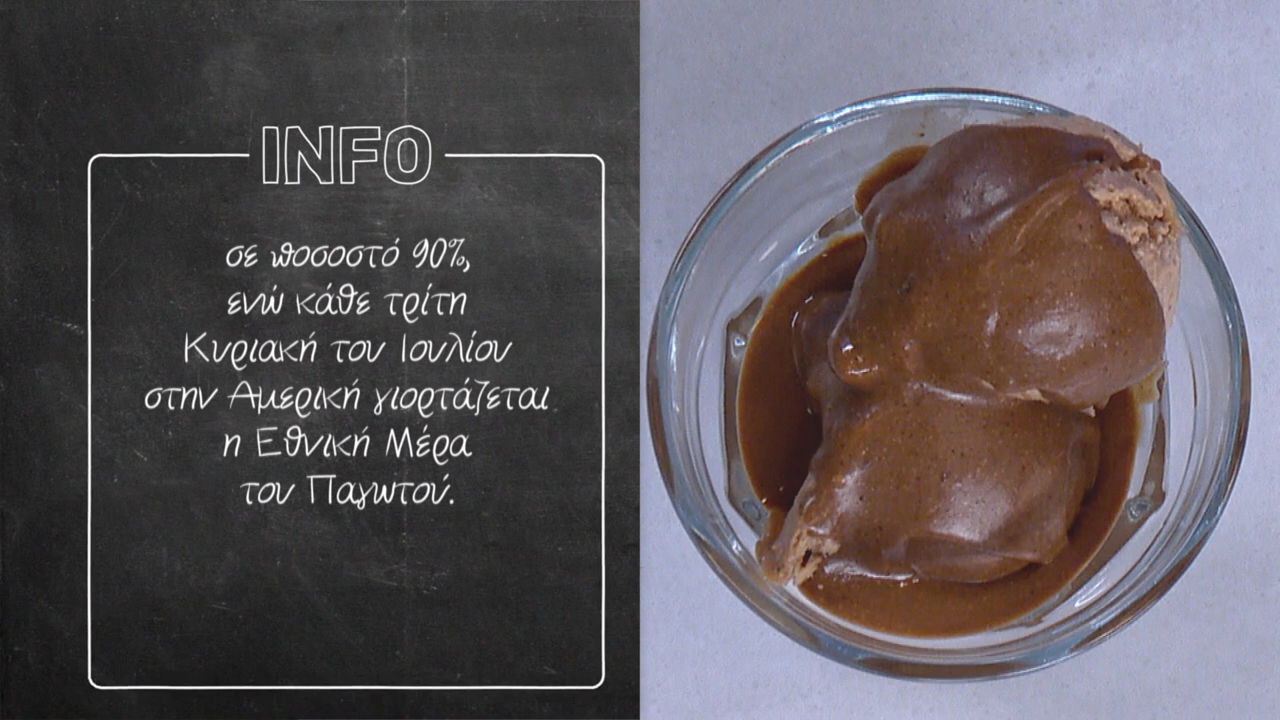 INFO
σε ποσοστό 90%,
ενώ κάθε τρίτη
Κυριακή του Ιουλίου
στην Αμερική γιορτάζεται
η Εθνική Μέρα
του Παγωτού.